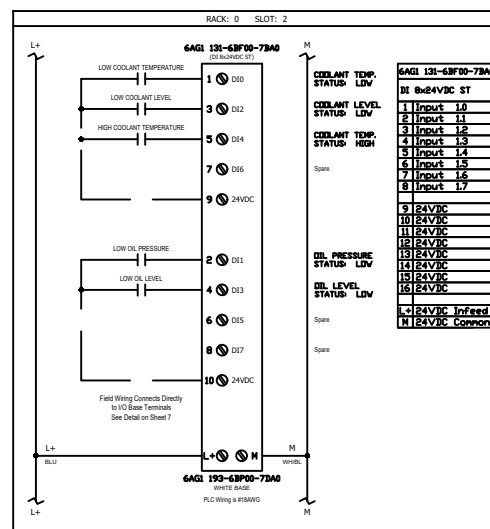 RACK: 0 SLOT: 2
L+
6AG1 131-6BF00-7BA0
(DI 8x24VDC ST)
M
LOW COOLANT TEMPERATURE
1 DI0
COOLANT TEMP.
STATUS: LOW
LOW COOLANT LEVEL
3 DI2
COOLANT LEVEL
STATUS: LOW
HIGH COOLANT TEMPERATURE
5 DI4
COOLANT TEMP.
STATUS: HIGH
7 DI6
Spare
9 24VDC
LOW OIL PRESSURE
2 DI1
OIL PRESSURE
STATUS: LOW
LOW OIL LEVEL
4 DI3
OIL LEVEL
STATUS: LOW
6 DI5
Spare
8 DI7
Spare
10 24VDC
Field Wiring Connects Directly
to I/O Base Terminals
See Detail on Sheet 7
L+
BLU
L+ M
M
WH/BL
6AG1 193-6BP00-7DA0
WHITE BASE
PLC Wiring is #18AWG
L+
M
6AG1 131-6BF00-7BA
DI 8x24VDC ST
1 Input 1.0
2 Input 1.1
3 Input 1.2
4 Input 1.3
5 Input 1.4
6 Input 1.5
7 Input 1.6
8 Input 1.7
9 24VDC
10 24VDC
11 24VDC
12 24VDC
13 24VDC
14 24VDC
15 24VDC
16 24VDC
L+ 24VDC Infeed
M 24VDC Common